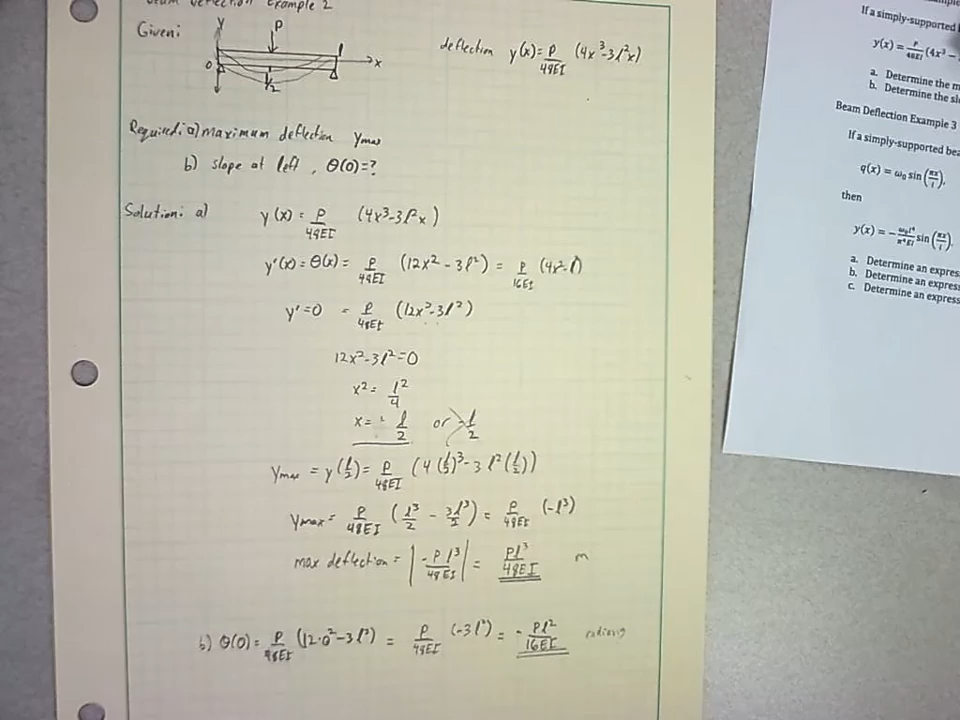 Beam Deflection Example 2
Given:
y
P
0
l/2
l
x
deflection y(x) = P/48EI (4x³-3l²x)
Required: a) maximum deflection ymax
b) slope at left, θ(0)=?
Solution: a) y(x) = P/48EI (4x³-3l²x)
y'(x) = θ(x) = P/48EI (12x² - 3l²) = P/16EI (4x²-l)
y'=0 = P/48EI (12x²-3l²)
12x²-3l²=0
x² = l²/4
x = l/2 or -l/2
ymax = y(l/2) = P/48EI (4(l/2)³-3l²(l/2))
ymax = P/48EI (l³/2 - 3l³/2) = P/48EI (-l³)
max deflection = |-Pl³/48EI| = Pl³/48EI m
b) θ(0) = P/48EI (12·0²-3l²) = P/48EI (-3l²) = -Pl²/16EI radians
If a simply-supported
y(x) = P/48EI (4x³ -
a. Determine the m
b. Determine the sl
Beam Deflection Example 3
If a simply-supported bea
q(x) = ω₀ sin(πx/l),
then
y(x) = - ω₀l⁴/π⁴EI sin(πx/l).
a. Determine an expres
b. Determine an express
c. Determine an express